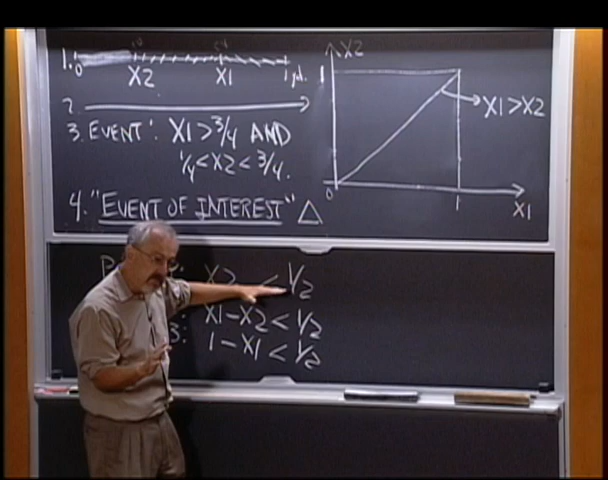 1.
0 X2 X1 1 yd.
2.
3. EVENT: X1 > 3/4 AND
1/4 < X2 < 3/4.
4. "EVENT OF INTEREST" △
X2
1
X1 > X2
0 1
X1
X2 < 1/2
X1 - X2 < 1/2
3: 1 - X1 < 1/2